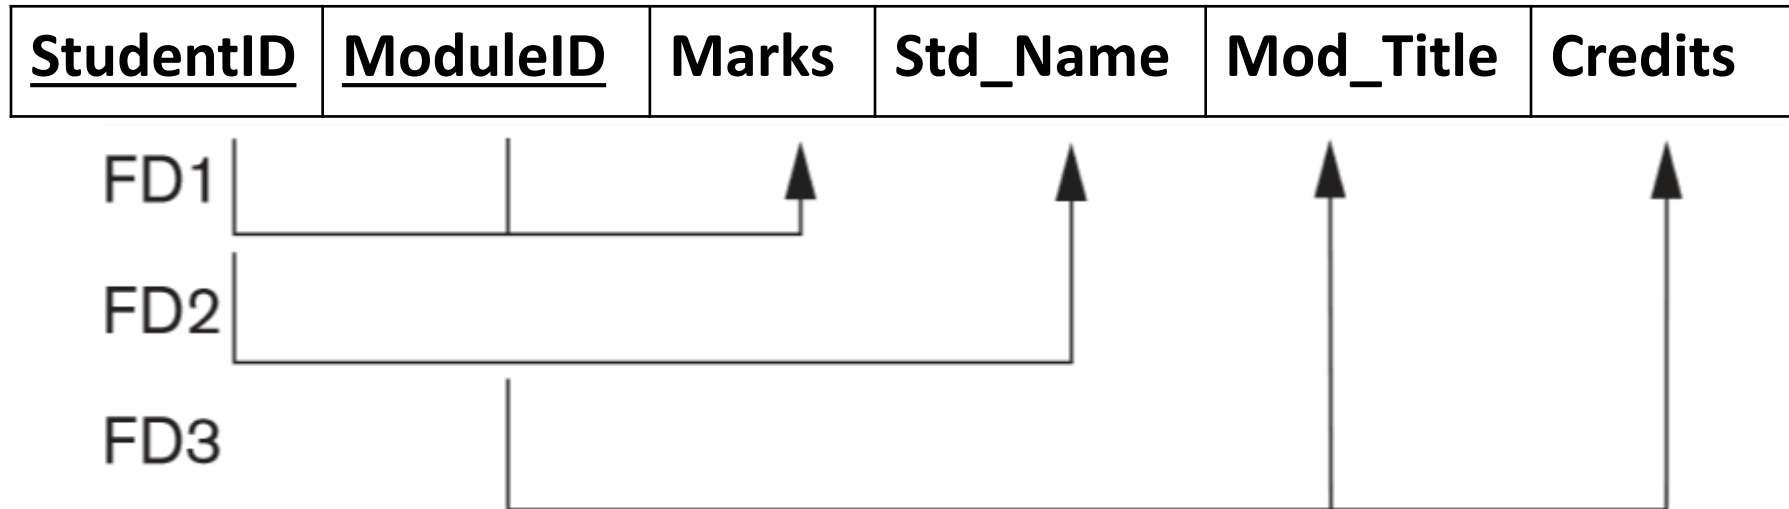 StudentID ModuleID Marks Std_Name Mod_Title Credits
FD1
FD2
FD3